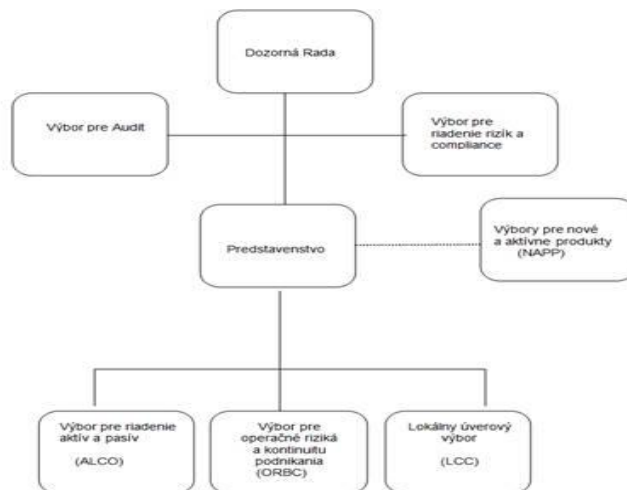 Dozorná Rada
Výbor pre Audit
Výbor pre
riadenie rizík a
compliance
Predstavenstvo
Výbory pre nové
a aktívne produkty
(NAPP)
Výbor pre riadenie
aktív a pasív
(ALCO)
Výbor pre
operačné riziká
a kontinuitu
podnikania
(ORBC)
Lokálny úverový
výbor
(LCC)